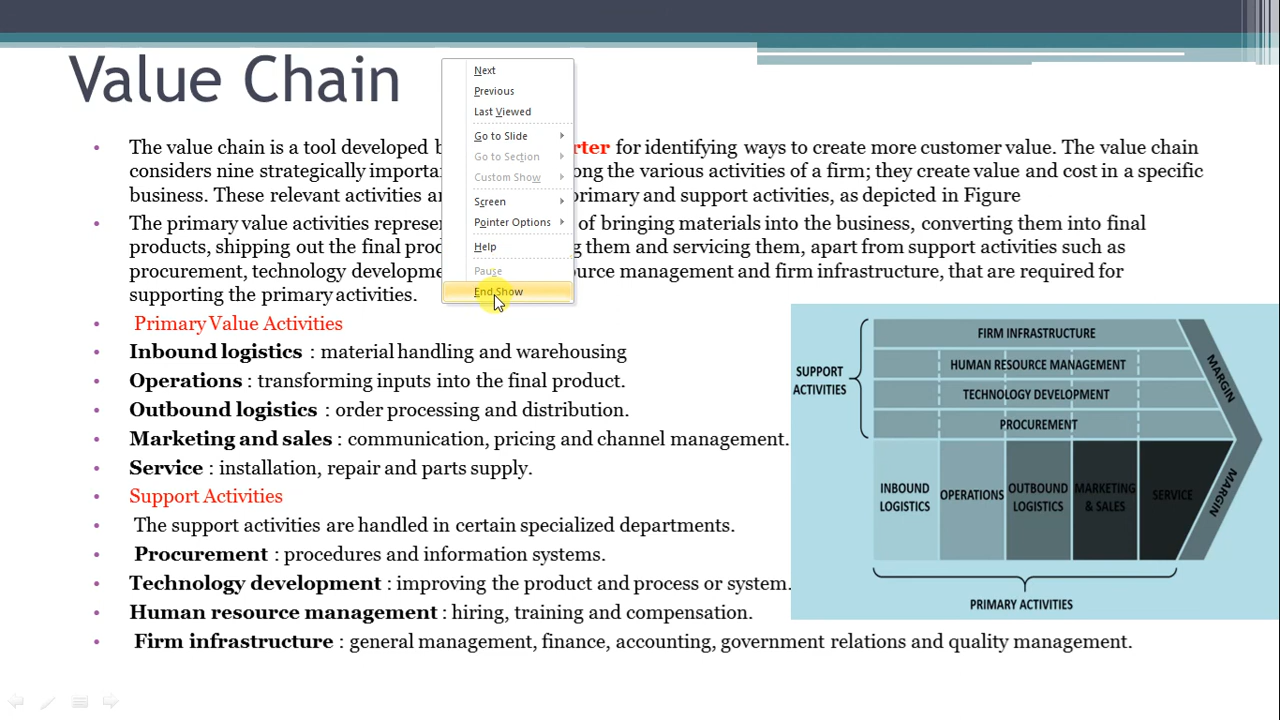 Value Chain
Next
Previous
Last Viewed
Go to Slide
Go to Section
Custom Show
Screen
Pointer Options
Help
Pause
End Show
• The value chain is a tool developed rter for identifying ways to create more customer value. The value chain
considers nine strategically ong the various activities of a firm; they create value and cost in a specific
business. These relevant activities primary and support activities, as depicted in Figure
• The primary value activities of bringing materials into the business, converting them into final
products, shipping out the final them and servicing them, apart from support activities such as
procurement, technology management and firm infrastructure, that are required for
supporting the primary activities.
• Primary Value Activities
• Inbound logistics : material handling and warehousing
• Operations : transforming inputs into the final product.
• Outbound logistics : order processing and distribution.
• Marketing and sales : communication, pricing and channel management.
• Service : installation, repair and parts supply.
• Support Activities
• The support activities are handled in certain specialized departments.
• Procurement : procedures and information systems.
• Technology development : improving the product and process or system.
• Human resource management : hiring, training and compensation.
• Firm infrastructure : general management, finance, accounting, government relations and quality management.
SUPPORT
ACTIVITIES
FIRM INFRASTRUCTURE
HUMAN RESOURCE MANAGEMENT
TECHNOLOGY DEVELOPMENT
PROCUREMENT
MARGIN
INBOUND
LOGISTICS
OPERATIONS
OUTBOUND
LOGISTICS
MARKETING
& SALES
SERVICE
MARGIN
PRIMARY ACTIVITIES